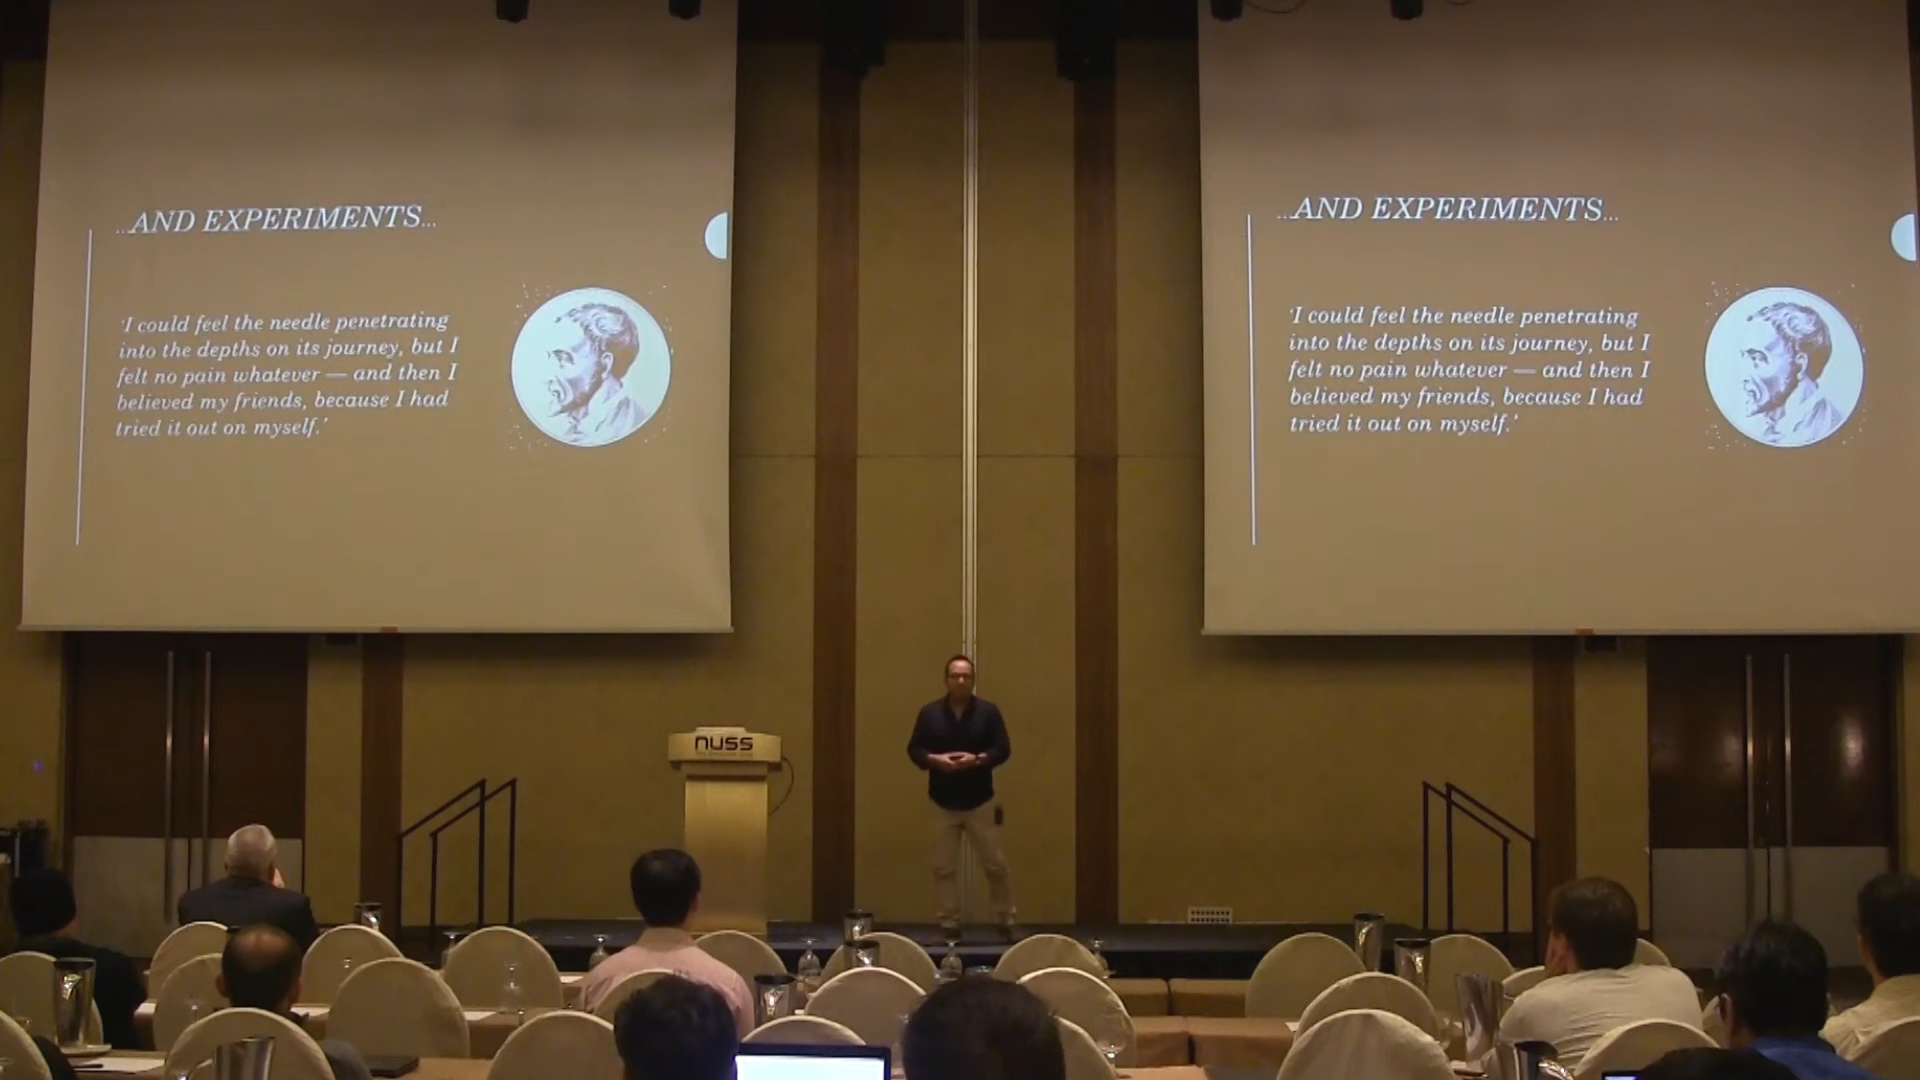 ...AND EXPERIMENTS...
'I could feel the needle penetrating
into the depths on its journey, but I
felt no pain whatever — and then I
believed my friends, because I had
tried it out on myself.'
...AND EXPERIMENTS...
'I could feel the needle penetrating
into the depths on its journey, but I
felt no pain whatever — and then I
believed my friends, because I had
tried it out on myself.'
nuss